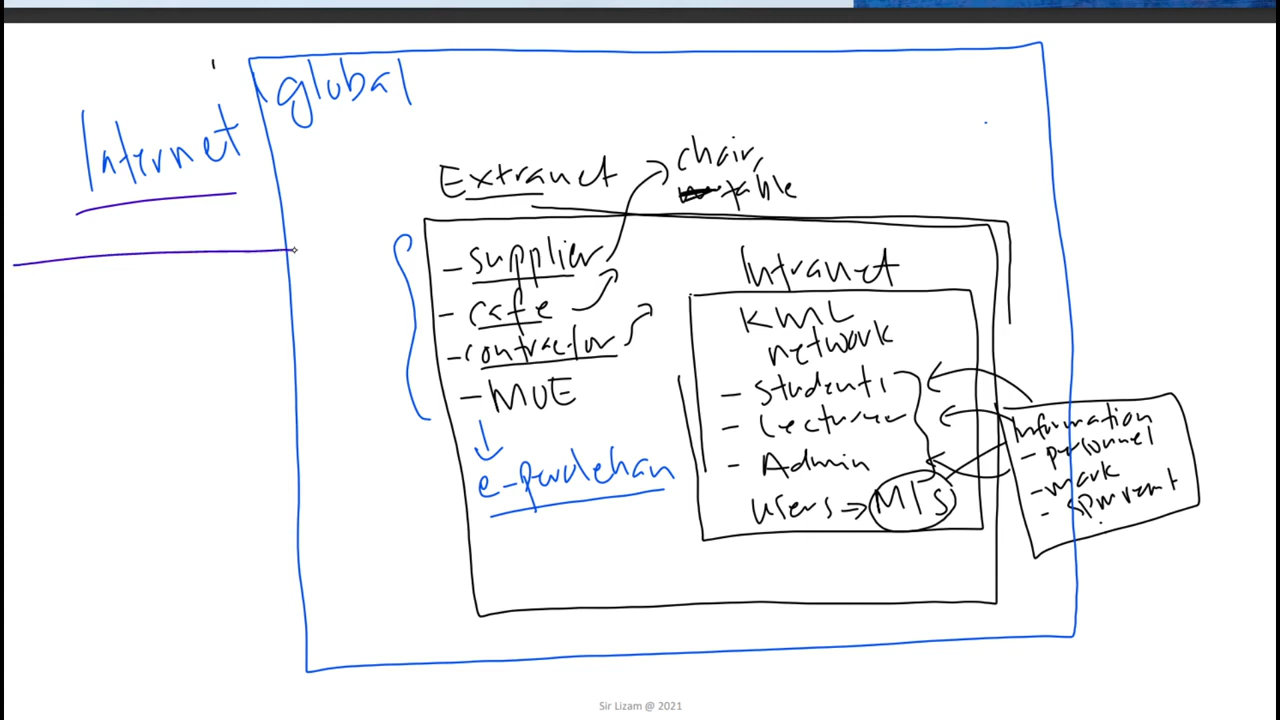 global
Internet
Extranet
chair,
table
- supplier
- cafe
- contractor
- MOE
e-perolehan
Intranet
KML
network
- students
- Lecturer
- Admin
users → MIS
Information
- personnel
- mark
Sir Lizam @ 2021